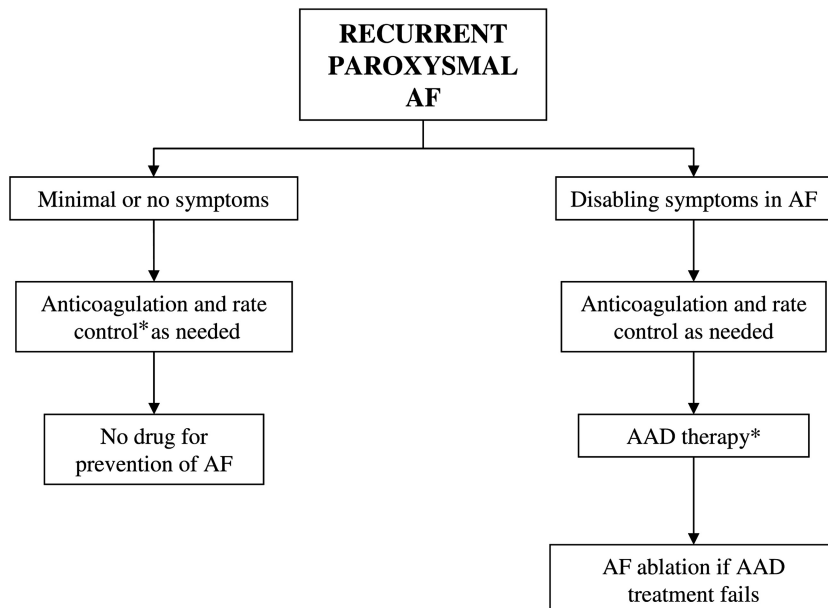 RECURRENT
PAROXYSMAL
AF
Minimal or no symptoms
Disabling symptoms in AF
Anticoagulation and rate
control* as needed
Anticoagulation and rate
control as needed
No drug for
prevention of AF
AAD therapy*
AF ablation if AAD
treatment fails